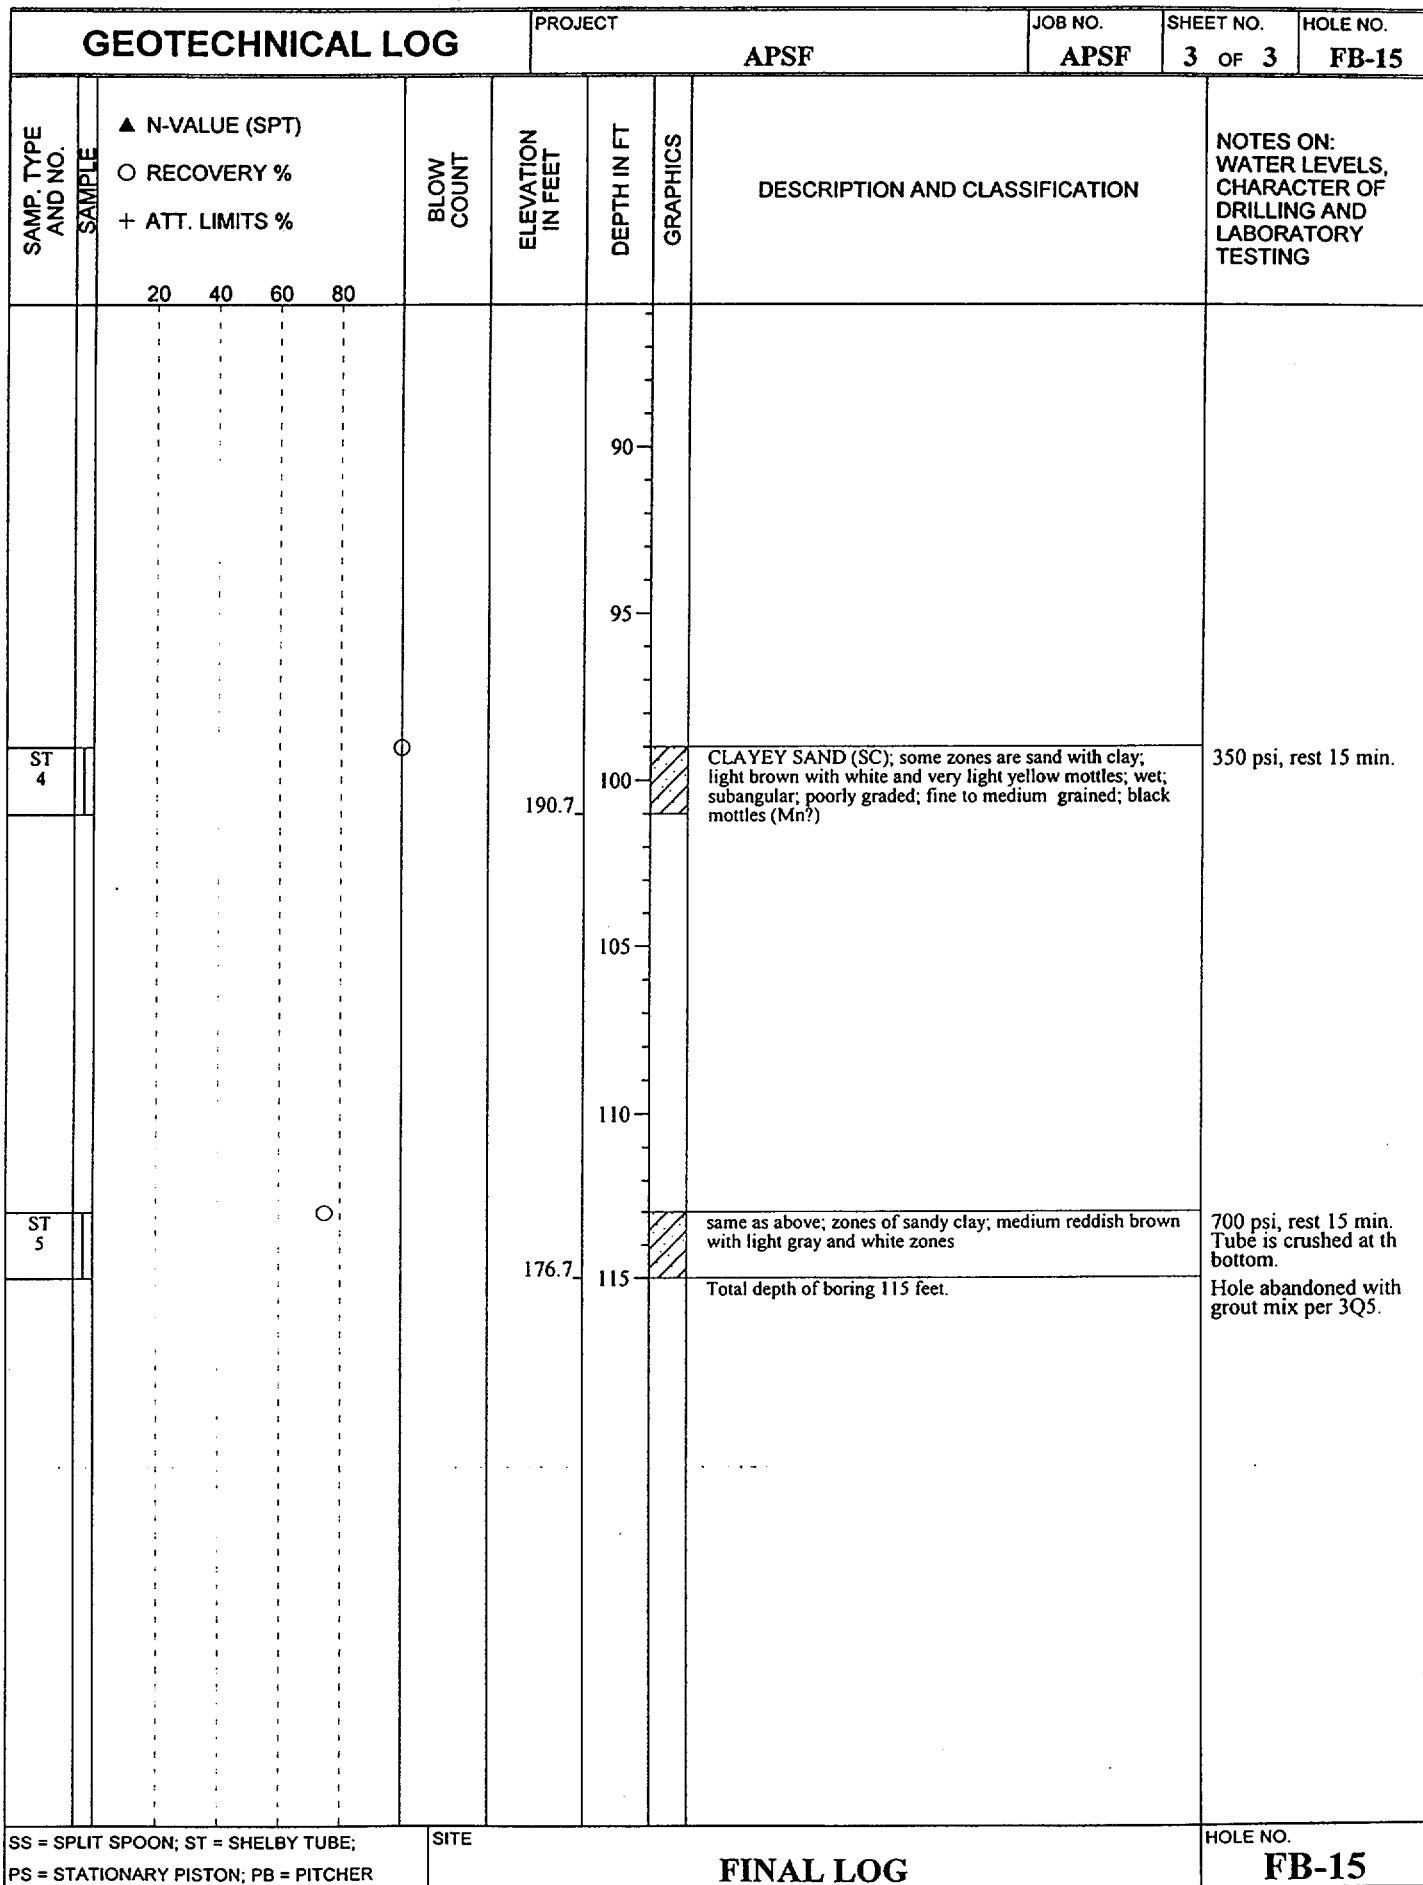 GEOTECHNICAL LOG
PROJECT
APSF
JOB NO.
APSF
SHEET NO.
3 OF 3
HOLE NO.
FB-15
SAMP. TYPE
AND NO.
SAMPLE
▲ N-VALUE (SPT)
○ RECOVERY %
+ ATT. LIMITS %
20 40 60 80
BLOW
COUNT
ELEVATION
IN FEET
DEPTH IN FT
GRAPHICS
DESCRIPTION AND CLASSIFICATION
NOTES ON:
WATER LEVELS,
CHARACTER OF
DRILLING AND
LABORATORY
TESTING
90
95
ST
4
190.7
100
CLAYEY SAND (SC); some zones are sand with clay;
light brown with white and very light yellow mottles; wet;
subangular; poorly graded; fine to medium grained; black
mottles (Mn?)
350 psi, rest 15 min.
105
110
ST
5
176.7
115
same as above; zones of sandy clay; medium reddish brown
with light gray and white zones
700 psi, rest 15 min.
Tube is crushed at th
bottom.
Total depth of boring 115 feet.
Hole abandoned with
grout mix per 3Q5.
SS = SPLIT SPOON; ST = SHELBY TUBE;
PS = STATIONARY PISTON; PB = PITCHER
SITE
FINAL LOG
HOLE NO.
FB-15